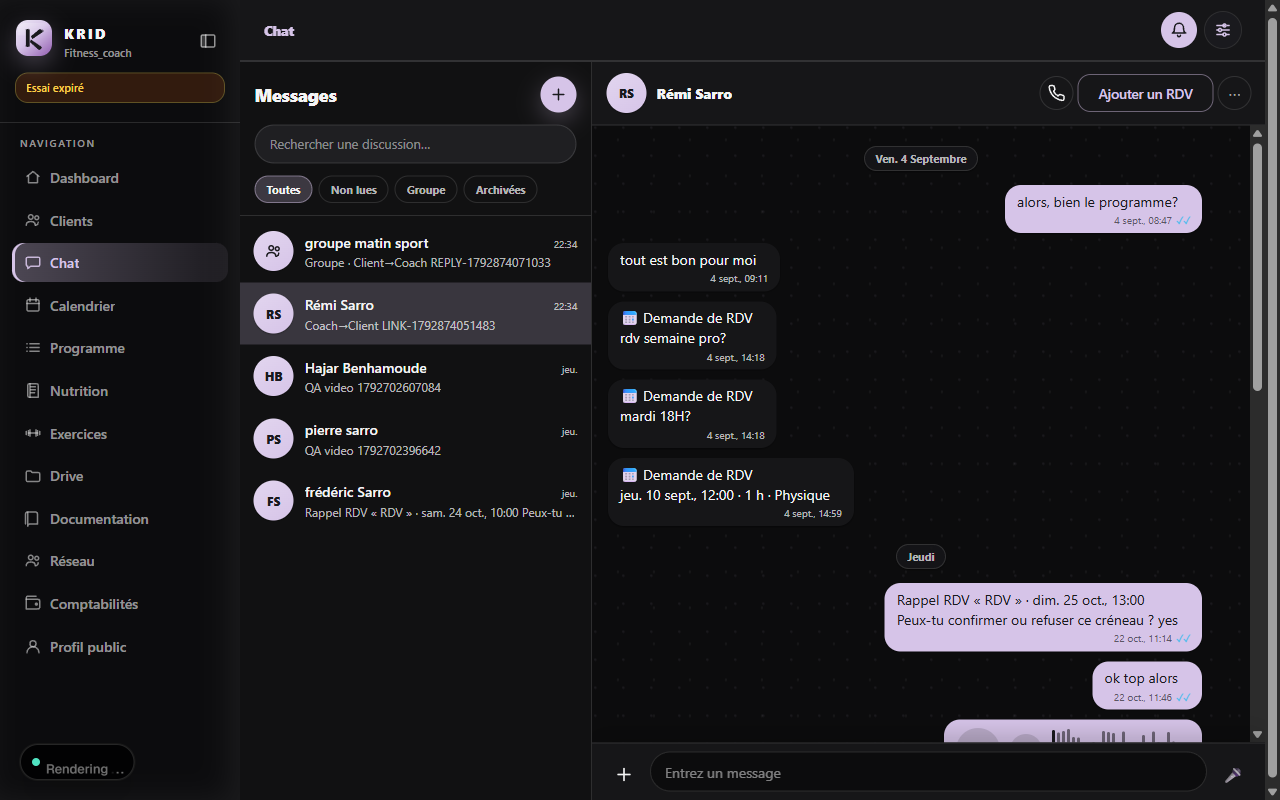 KRID
Fitness_coach
Essai expiré
NAVIGATION
Dashboard
Clients
Chat
Calendrier
Programme
Nutrition
Exercices
Drive
Documentation
Réseau
Comptabilités
Profil public
Rendering ..
Chat
Messages
Rechercher une discussion...
Toutes
Non lues
Groupe
Archivées
groupe matin sport
22:34
Groupe · Client→Coach REPLY-1792874071033
RS
Rémi Sarro
22:34
Coach→Client LINK-1792874051483
HB
Hajar Benhamoude
jeu.
QA video 1792702607084
PS
pierre sarro
jeu.
QA video 1792702396642
FS
frédéric Sarro
jeu.
Rappel RDV « RDV » · sam. 24 oct., 10:00 Peux-tu ...
RS
Rémi Sarro
Ajouter un RDV
...
Ven. 4 Septembre
alors, bien le programme?
4 sept., 08:47
tout est bon pour moi
4 sept., 09:11
Demande de RDV
rdv semaine pro?
4 sept., 14:18
Demande de RDV
mardi 18H?
4 sept., 14:18
Demande de RDV
jeu. 10 sept., 12:00 · 1 h · Physique
4 sept., 14:59
Jeudi
Rappel RDV « RDV » · dim. 25 oct., 13:00
Peux-tu confirmer ou refuser ce créneau ? yes
22 oct., 11:14
ok top alors
22 oct., 11:46
Entrez un message